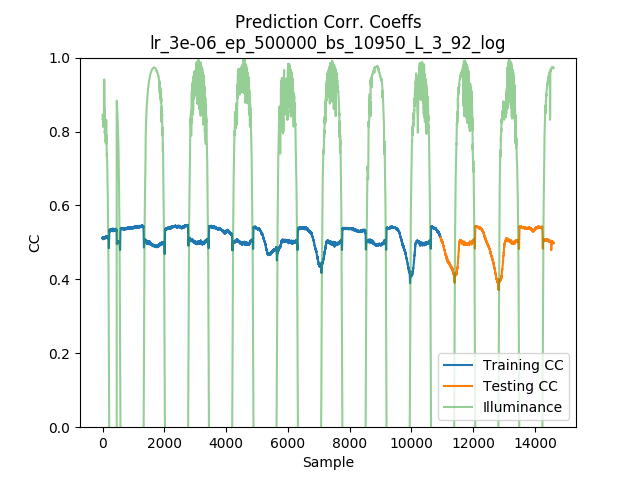 Prediction Corr. Coeffs
lr_3e-06_ep_500000_bs_10950_L_3_92_log
1.0
0.8
0.6
0.4
0.2
0.0
CC
Training CC
Testing CC
Illuminance
0 2000 4000 6000 8000 10000 12000 14000
Sample